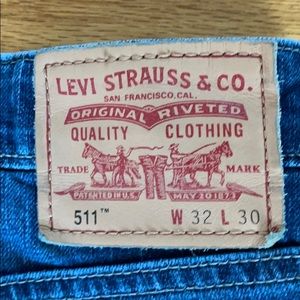 LEVI STRAUSS & CO.
SAN FRANCISCO, CAL.
ORIGINAL RIVETED
QUALITY CLOTHING
TRADE MARK
PATENTED IN U.S. MAY 20 1873
511™ W 32 L 30